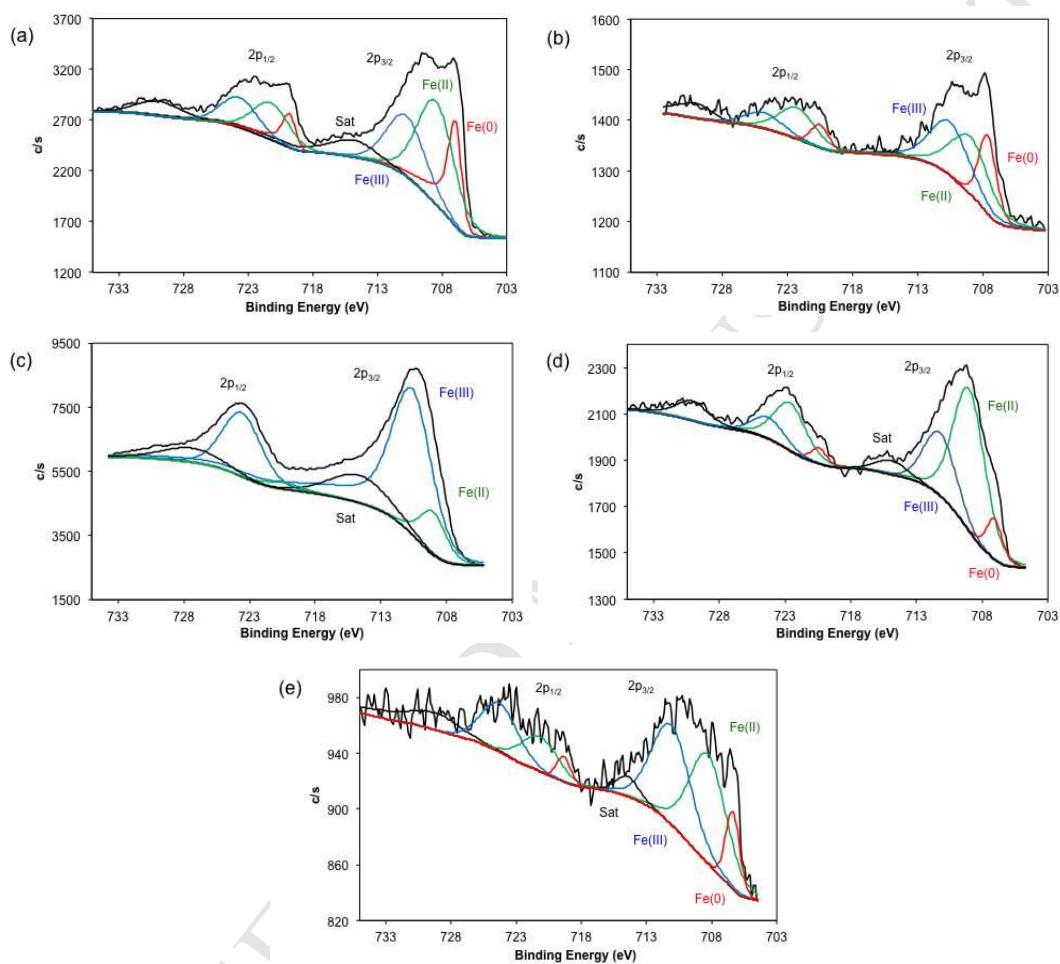 (a)
3700
3200
2700
2200
1700
1200
c/s
2p1/2
2p3/2
Sat
Fe(II)
Fe(0)
Fe(III)
733 728 723 718 713 708 703
Binding Energy (eV)
(b)
1600
1500
1400
1300
1200
1100
c/s
2p1/2
2p3/2
Fe(III)
Fe(0)
Fe(II)
733 728 723 718 713 708 703
Binding Energy (eV)
(c)
9500
7500
5500
3500
1500
c/s
2p1/2
2p3/2
Fe(III)
Fe(II)
Sat
733 728 723 718 713 708 703
Binding Energy (eV)
(d)
2300
2100
1900
1700
1500
1300
c/s
2p1/2
2p3/2
Fe(II)
Sat
Fe(III)
Fe(0)
733 728 723 718 713 708 703
Binding Energy (eV)
(e)
980
940
900
860
820
c/s
2p1/2
2p3/2
Fe(II)
Sat
Fe(III)
Fe(0)
733 728 723 718 713 708 703
Binding Energy (eV)